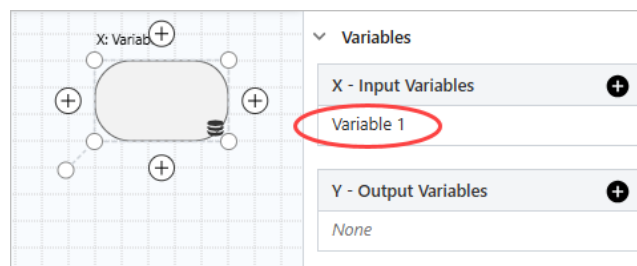 X: Variab
Variables
X - Input Variables
Variable 1
Y - Output Variables
None